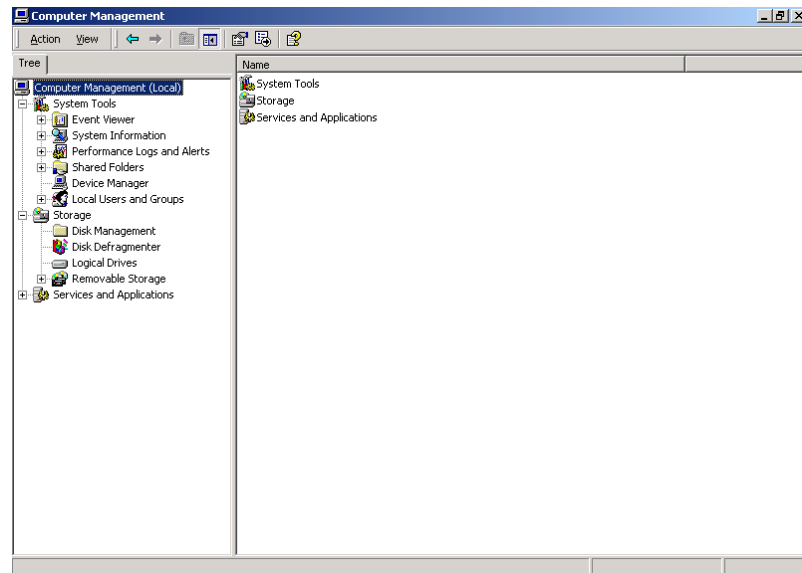 Computer Management
Action View
Tree
Name
Computer Management (Local)
System Tools
Event Viewer
System Information
Performance Logs and Alerts
Shared Folders
Device Manager
Local Users and Groups
Storage
Disk Management
Disk Defragmenter
Logical Drives
Removable Storage
Services and Applications
System Tools
Storage
Services and Applications